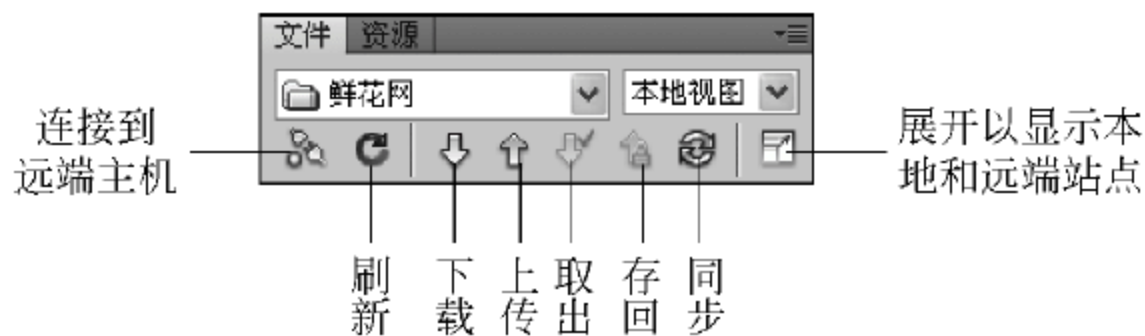 文件 资源
鲜花网 本地视图
连接到
远端主机
展开以显示本
地和远端站点
刷新
下载
上传
取出
存回
同步